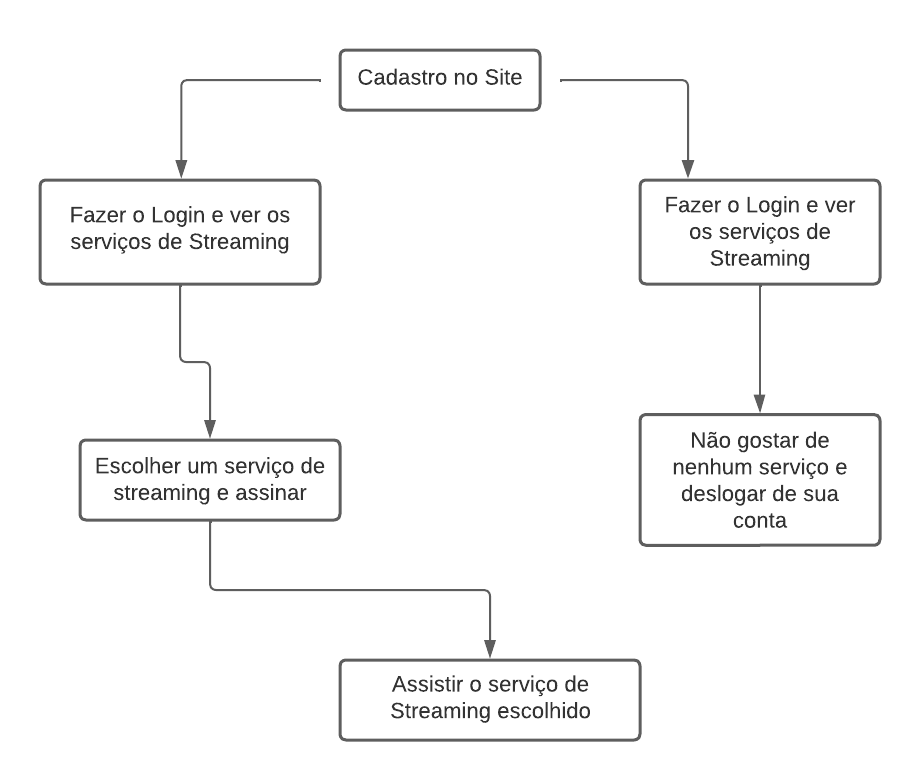 Cadastro no Site
Fazer o Login e ver os
serviços de Streaming
Fazer o Login e ver
os serviços de
Streaming
Escolher um serviço de
streaming e assinar
Não gostar de
nenhum serviço e
deslogar de sua
conta
Assistir o serviço de
Streaming escolhido